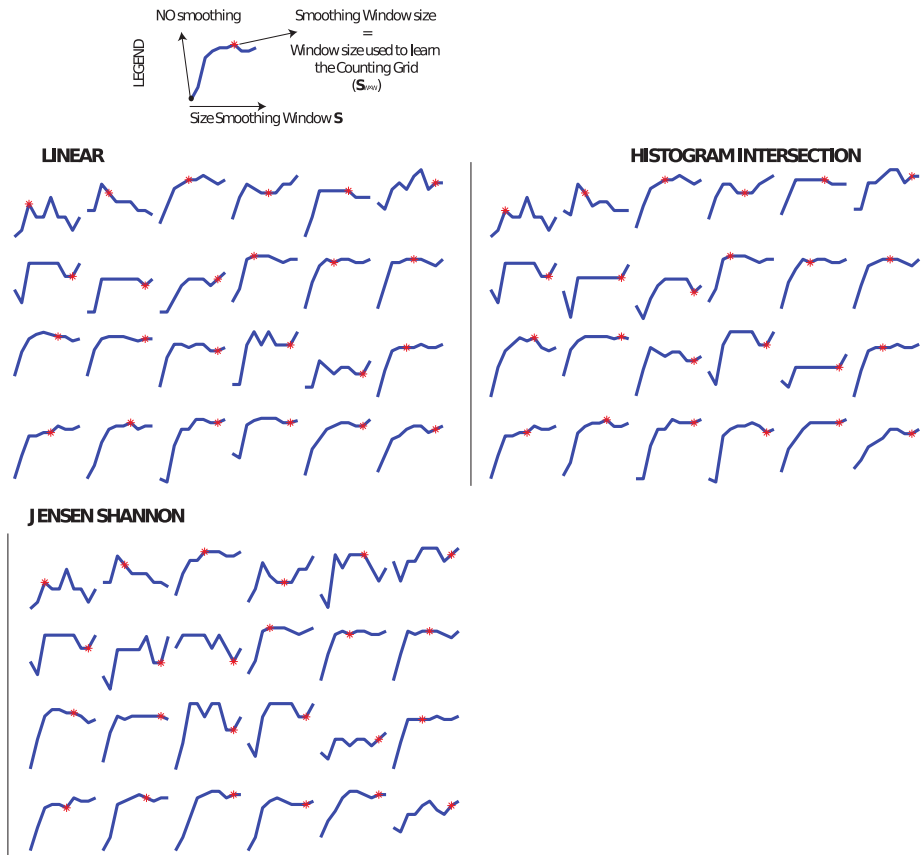 NO smoothing
Smoothing Window size
=
Window size used to learn
the Counting Grid
(SW×W)
LEGEND
Size Smoothing Window S
LINEAR
HISTOGRAM INTERSECTION
JENSEN SHANNON